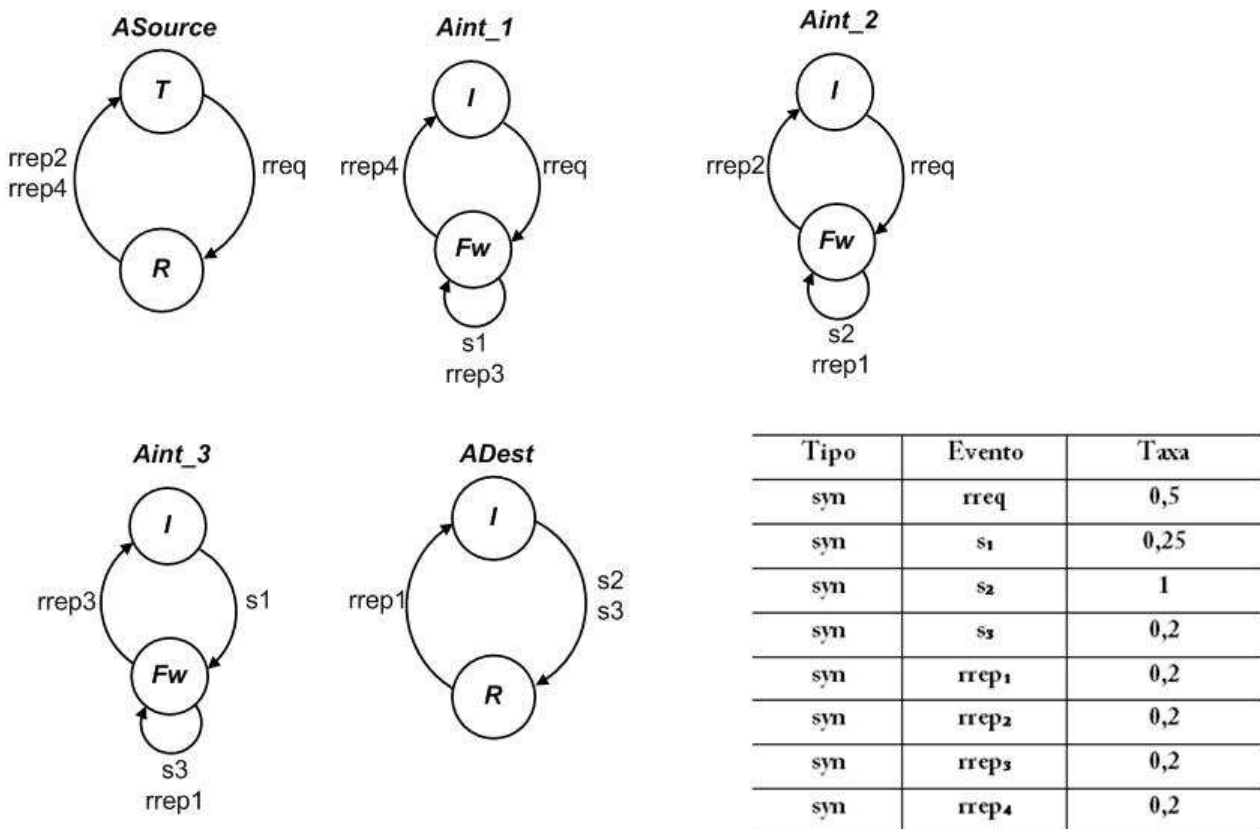 ASource
T
rrep2
rrep4
rreq
R
Aint_1
I
rrep4
rreq
Fw
s1
rrep3
Aint_2
I
rrep2
rreq
Fw
s2
rrep1
Aint_3
I
rrep3
s1
Fw
s3
rrep1
ADest
I
rrep1
s2
s3
R
Tipo Evento Taxa
syn rreq 0,5
syn s₁ 0,25
syn s₂ 1
syn s₃ 0,2
syn rrep₁ 0,2
syn rrep₂ 0,2
syn rrep₃ 0,2
syn rrep₄ 0,2